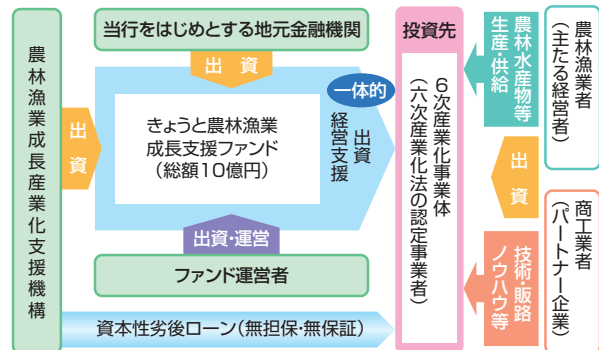 農林漁業成長産業化支援機構
当行をはじめとする地元金融機関
出 資
出資
きょうと農林漁業
成長支援ファンド
（総額10億円）
一体的
出資
経営支援
出資・運営
ファンド運営者
資本性劣後ローン（無担保・無保証）
投資先
６次産業化事業体
（六次産業化法の認定事業者）
農林水産物等
生産・供給
農林漁業者
（主たる経営者）
出資
技術・販路
ノウハウ等
商工業者
（パートナー企業）